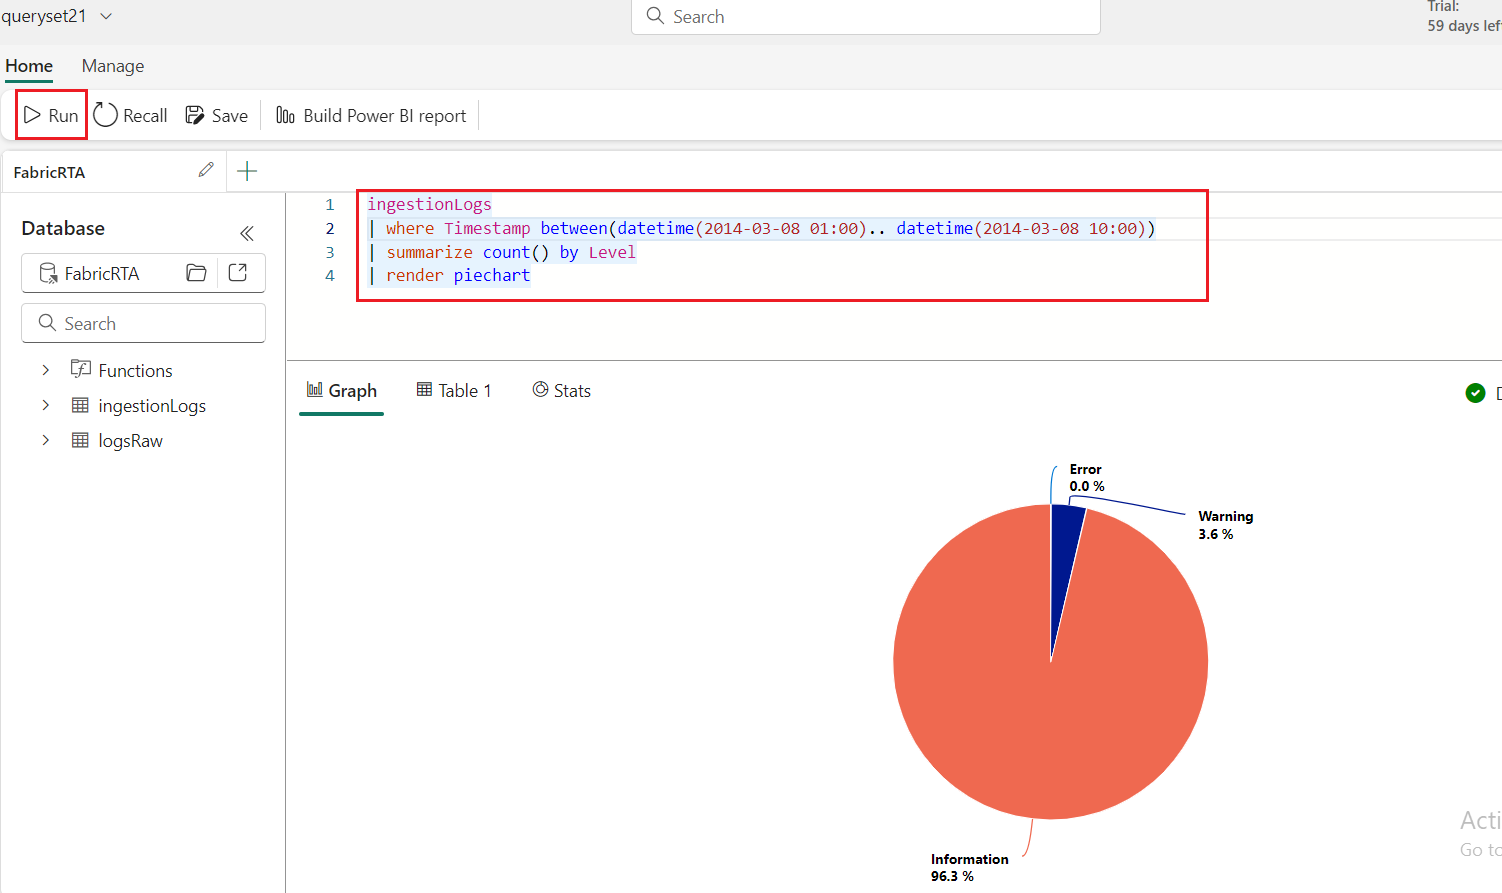 queryset21
Search
Trial:
59 days lef
Home
Manage
Run
Recall
Save
Build Power BI report
FabricRTA
Database
FabricRTA
Search
Functions
ingestionLogs
logsRaw
1 ingestionLogs
2 | where Timestamp between(datetime(2014-03-08 01:00).. datetime(2014-03-08 10:00))
3 | summarize count() by Level
4 | render piechart
Graph
Table 1
Stats
Error
0.0 %
Warning
3.6 %
Information
96.3 %
Acti
Go to